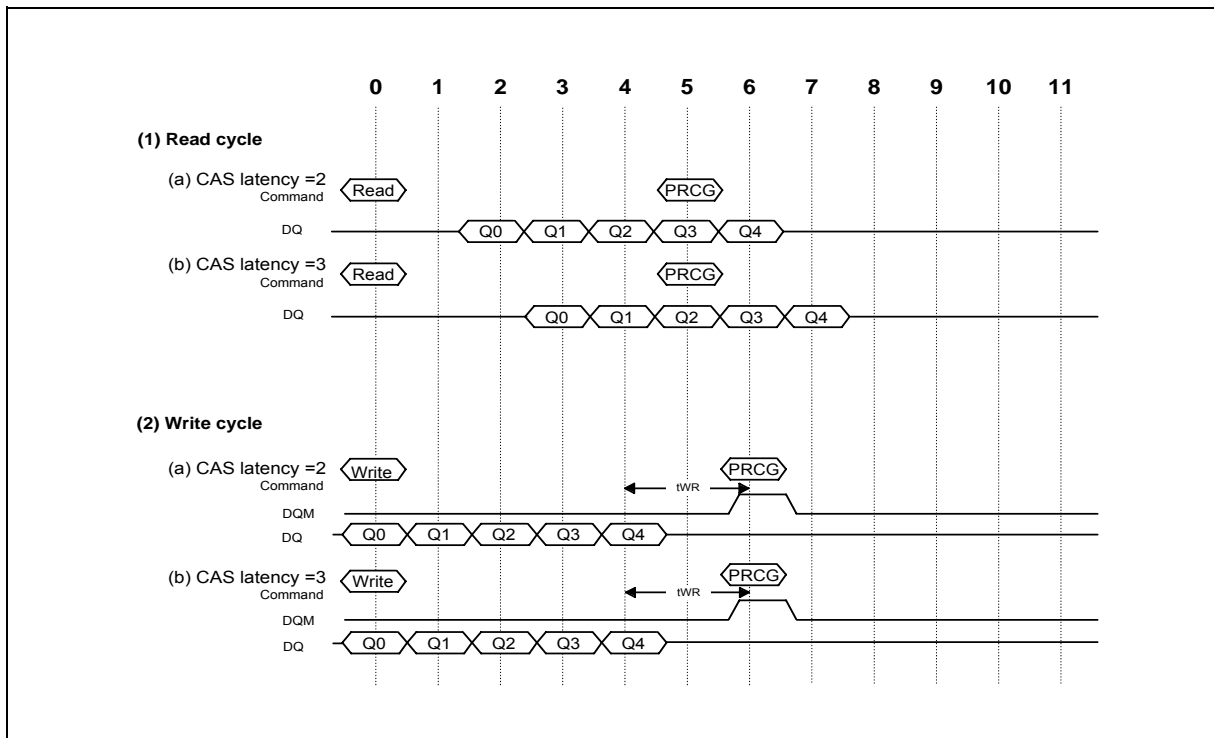 0 1 2 3 4 5 6 7 8 9 10 11
(1) Read cycle
(a) CAS latency =2
Command
Read PRCG
DQ Q0 Q1 Q2 Q3 Q4
(b) CAS latency =3
Command
Read PRCG
DQ Q0 Q1 Q2 Q3 Q4
(2) Write cycle
(a) CAS latency =2
Command
Write PRCG
tWR
DQM
DQ Q0 Q1 Q2 Q3 Q4
(b) CAS latency =3
Command
Write PRCG
tWR
DQM
DQ Q0 Q1 Q2 Q3 Q4